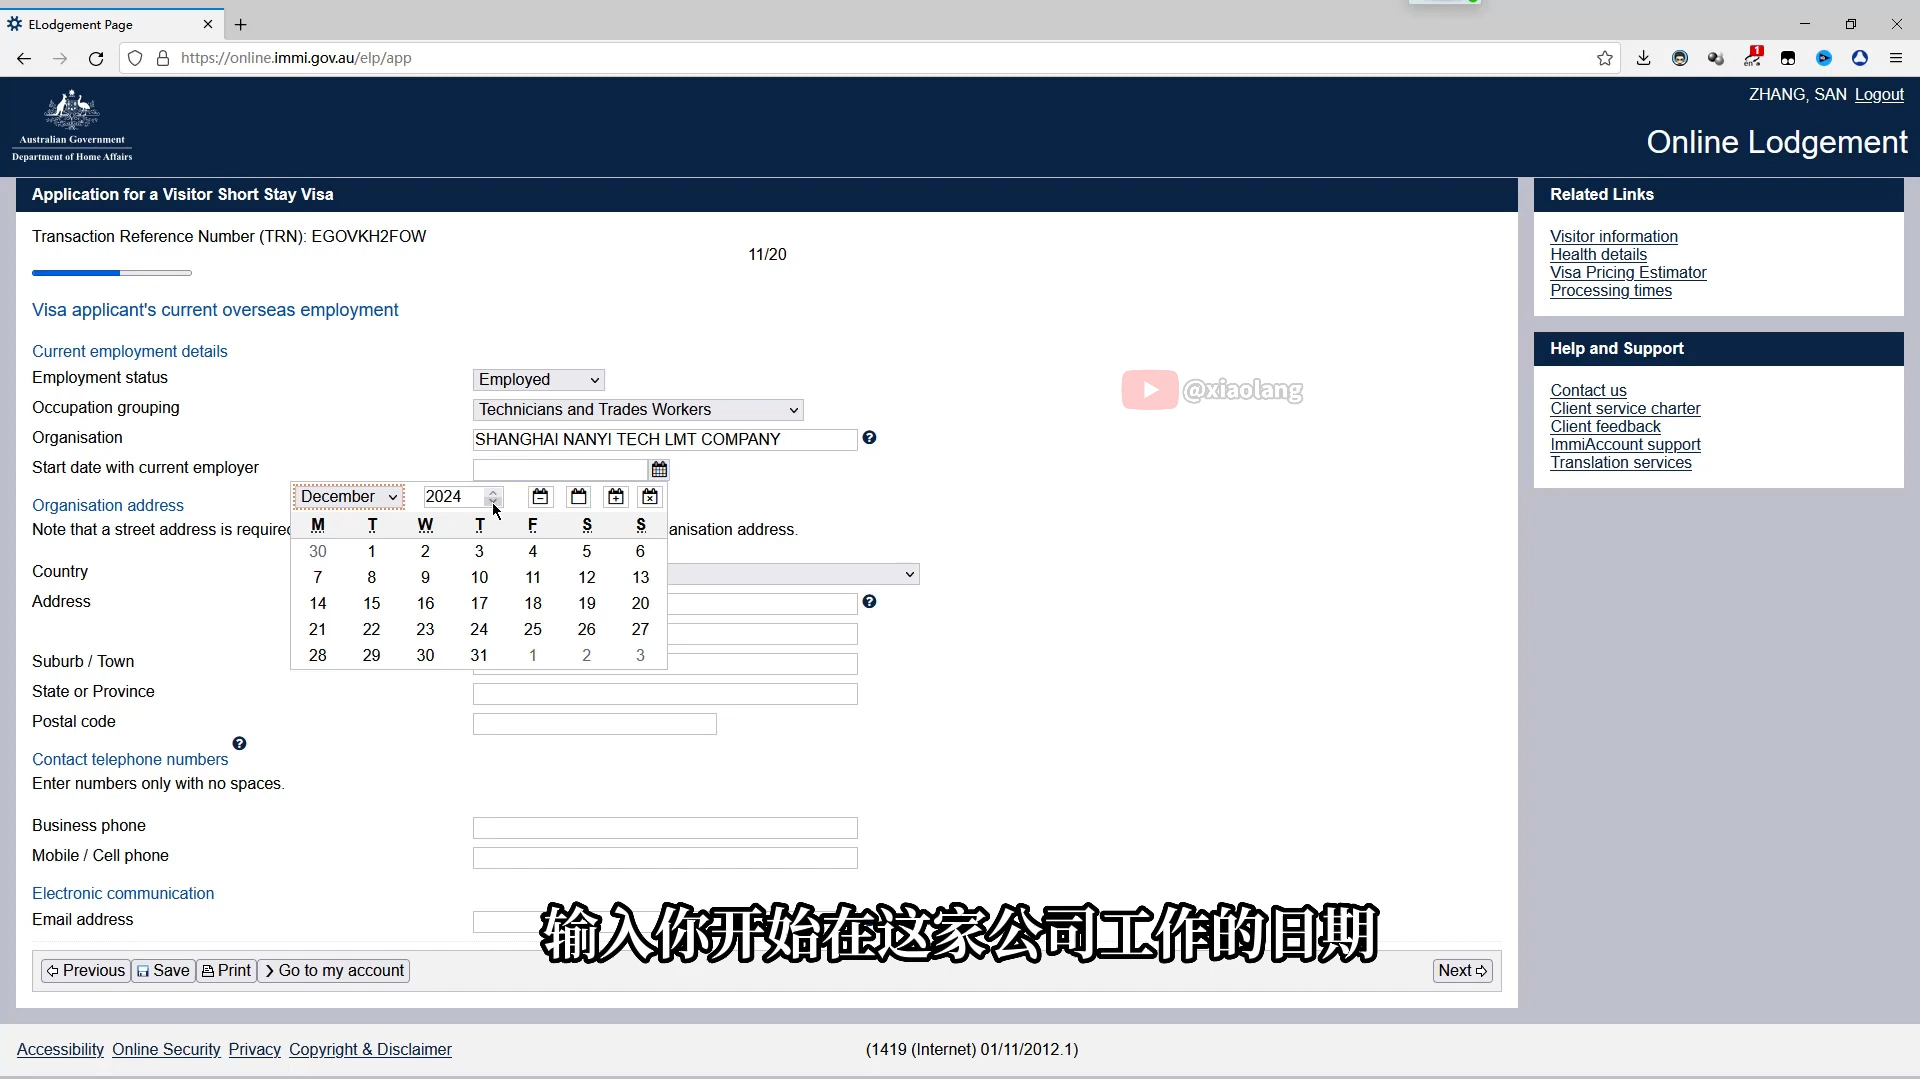 ELodgement Page
https://online.immi.gov.au/elp/app
1
en
Australian Government
Department of Home Affairs
ZHANG, SAN Logout
Online Lodgement
Application for a Visitor Short Stay Visa
Transaction Reference Number (TRN): EGOVKH2FOW
11/20
Visa applicant's current overseas employment
Current employment details
Employment status Employed
Occupation grouping Technicians and Trades Workers
Organisation SHANGHAI NANYI TECH LMT COMPANY
Start date with current employer
December 2024
M T W T F S S
30 1 2 3 4 5 6
7 8 9 10 11 12 13
14 15 16 17 18 19 20
21 22 23 24 25 26 27
28 29 30 31 1 2 3
Organisation address
Note that a street address is required anisation address.
Country
Address
Suburb / Town
State or Province
Postal code
Contact telephone numbers
Enter numbers only with no spaces.
Business phone
Mobile / Cell phone
Electronic communication
Email address
@xiaolang
输入你开始在这家公司工作的日期
Previous Save Print Go to my account Next
Related Links
Visitor information
Health details
Visa Pricing Estimator
Processing times
Help and Support
Contact us
Client service charter
Client feedback
ImmiAccount support
Translation services
Accessibility Online Security Privacy Copyright & Disclaimer
(1419 (Internet) 01/11/2012.1)